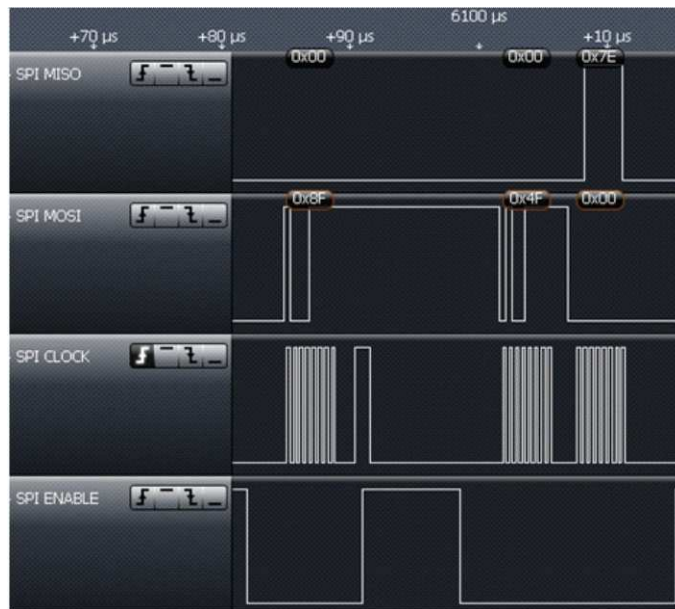 6100 µs
+70 µs +80 µs +90 µs +10 µs
0x00 0x00 0x7E
SPI MISO
0x8F 0x4F 0x00
SPI MOSI
SPI CLOCK
SPI ENABLE